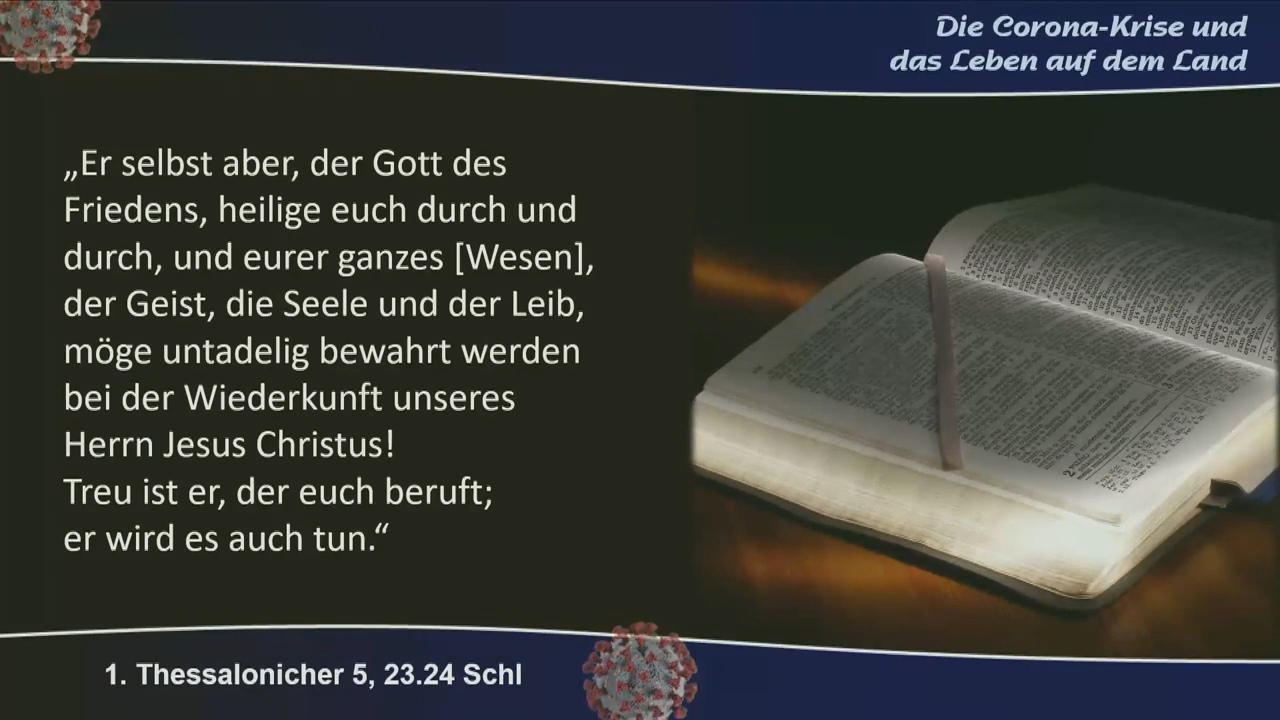 Die Corona-Krise und
das Leben auf dem Land
„Er selbst aber, der Gott des
Friedens, heilige euch durch und
durch, und eurer ganzes [Wesen],
der Geist, die Seele und der Leib,
möge untadelig bewahrt werden
bei der Wiederkunft unseres
Herrn Jesus Christus!
Treu ist er, der euch beruft;
er wird es auch tun.“
1. Thessalonicher 5, 23.24 Schl